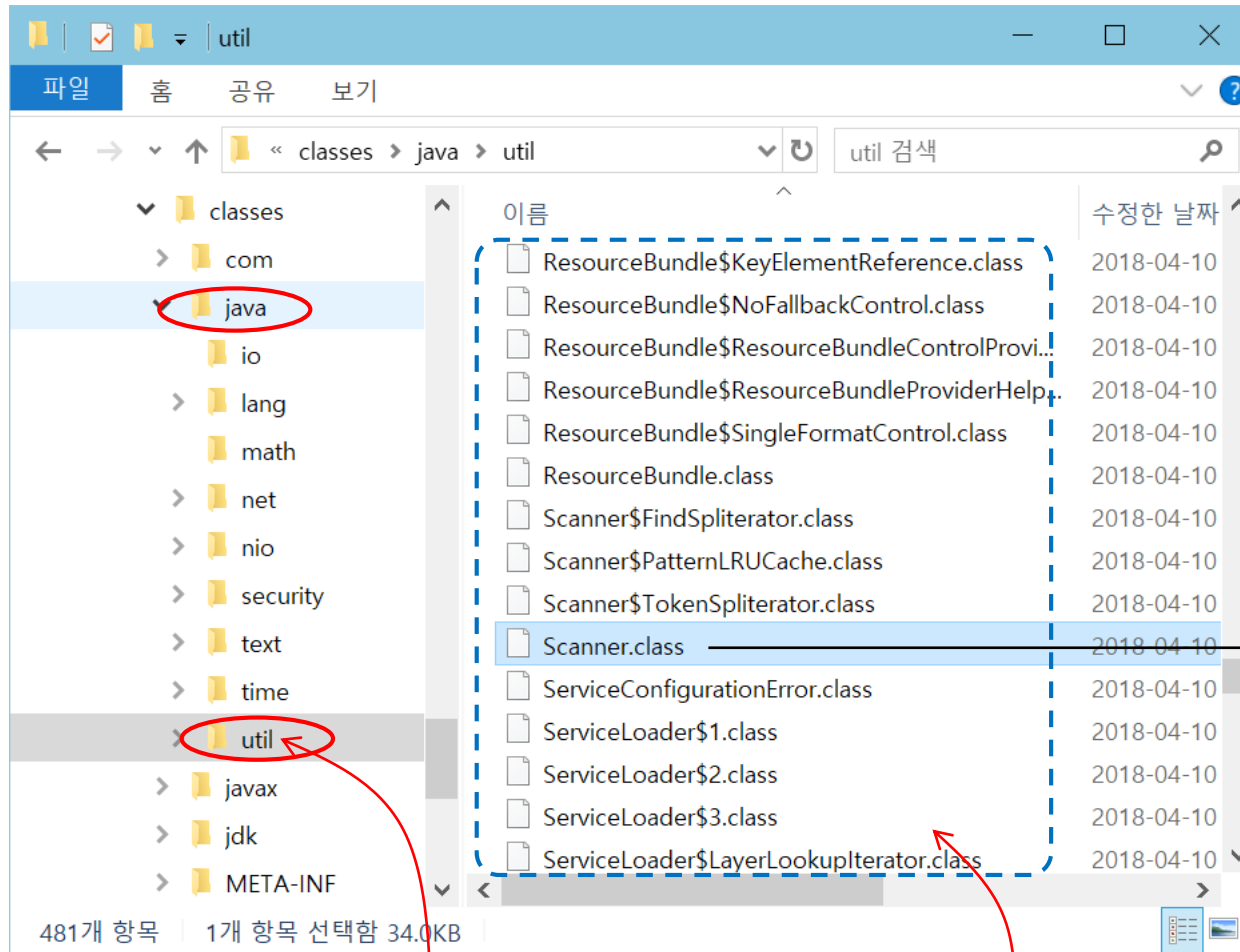 util
파일 홈 공유 보기
?
« classes > java > util
util 검색
classes
com
java
io
lang
math
net
nio
security
text
time
util
javax
jdk
META-INF
이름 수정한 날짜
ResourceBundle$KeyElementReference.class 2018-04-10
ResourceBundle$NoFallbackControl.class 2018-04-10
ResourceBundle$ResourceBundleControlProvi... 2018-04-10
ResourceBundle$ResourceBundleProviderHelp... 2018-04-10
ResourceBundle$SingleFormatControl.class 2018-04-10
ResourceBundle.class 2018-04-10
Scanner$FindSpliterator.class 2018-04-10
Scanner$PatternLRUCache.class 2018-04-10
Scanner$TokenSpliterator.class 2018-04-10
Scanner.class 2018-04-10
ServiceConfigurationError.class 2018-04-10
ServiceLoader$1.class 2018-04-10
ServiceLoader$2.class 2018-04-10
ServiceLoader$3.class 2018-04-10
ServiceLoader$LayerLookupIterator.class 2018-04-10
481개 항목 1개 항목 선택함 34.0KB